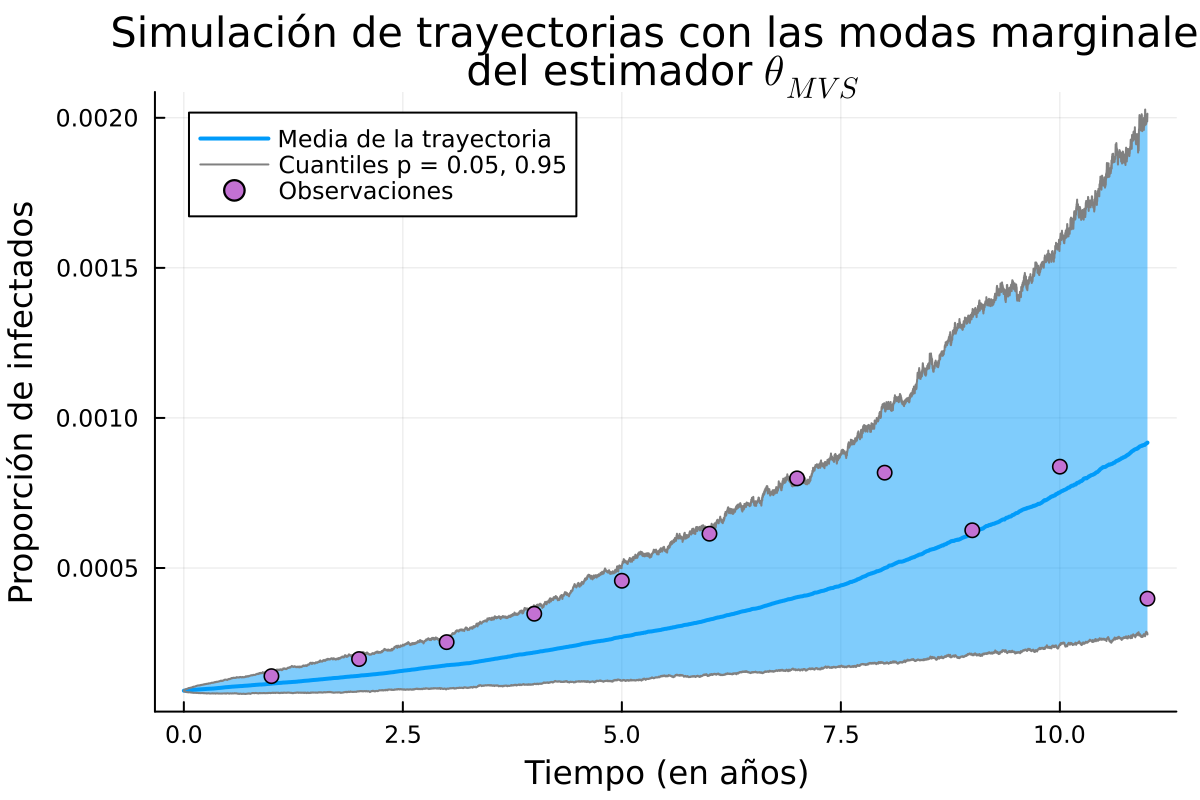 Simulación de trayectorias con las modas marginale
del estimador θ_MVS
0.0020
0.0015
0.0010
0.0005
Media de la trayectoria
Cuantiles p = 0.05, 0.95
Observaciones
Proporción de infectados
0.0
2.5
5.0
7.5
10.0
Tiempo (en años)